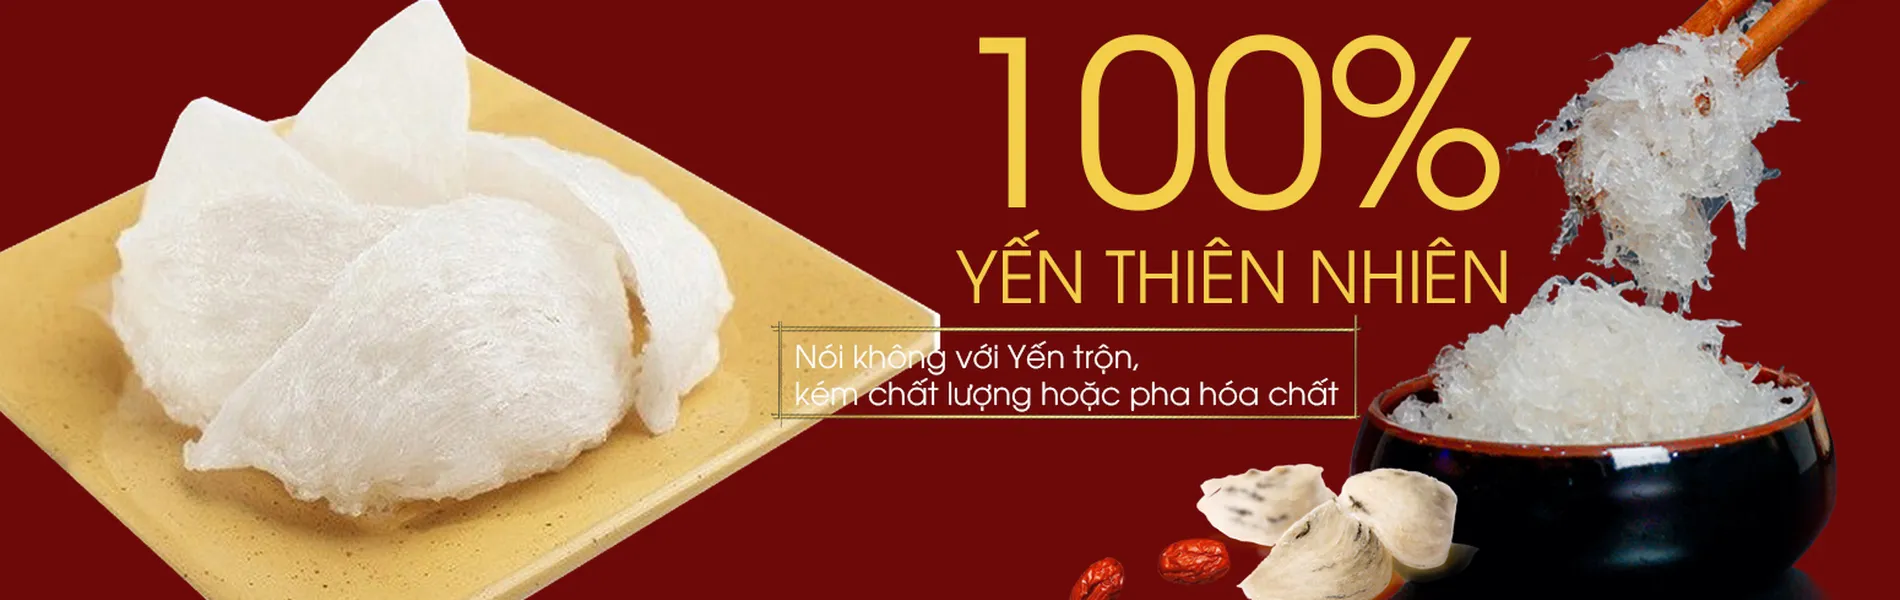 100%
YẾN THIÊN NHIÊN
Nói không với Yến trộn,
kém chất lượng hoặc pha hóa chất